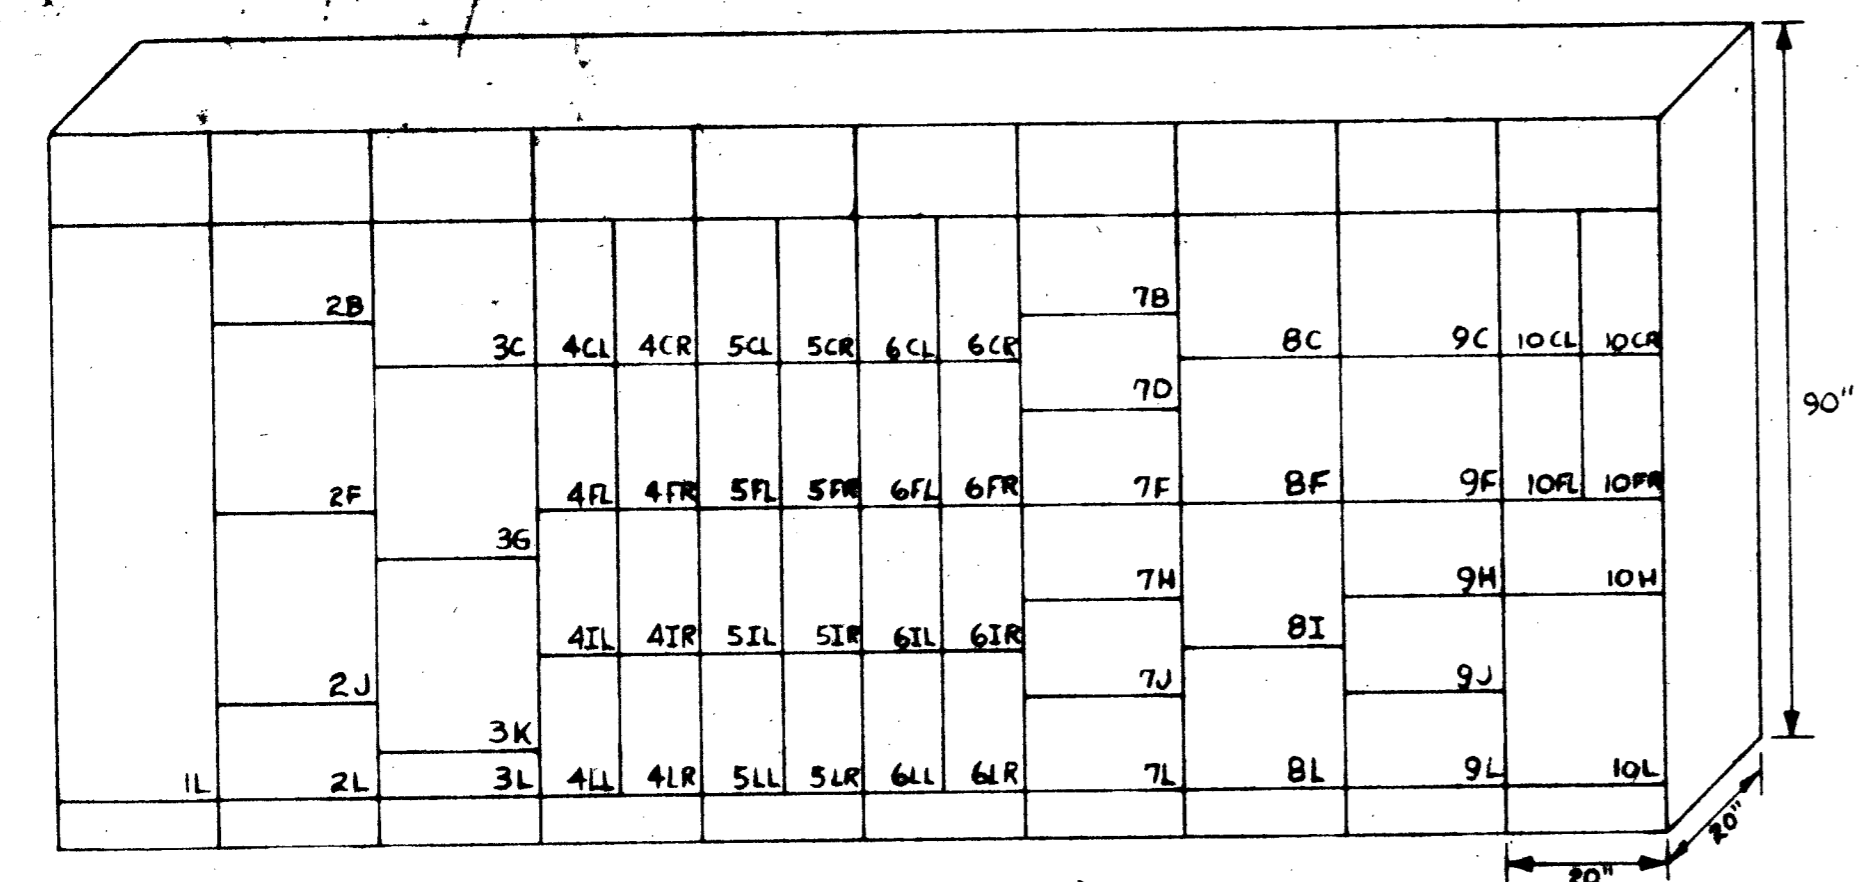 2B 7B
3C 4CL 4CR 5CL 5CR 6CL 6CR 8C 9C 10CL 10CR
7D
90"
2F 4FL 4FR 5FL 5FR 6FL 6FR 7F 8F 9F 10FL 10FR
3G
7H 9H 10H
4IL 4IR 5IL 5IR 6IL 6IR 8I
2J 7J 9J
3K
1L 2L 3L 4LL 4LR 5LL 5LR 6LL 6LR 7L 8L 9L 10L
20"
20"